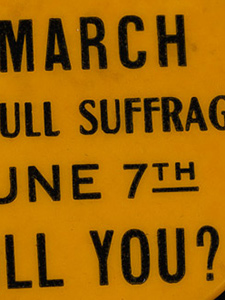 MARCH
ULL SUFFRAG
UNE 7TH
LL YOU?